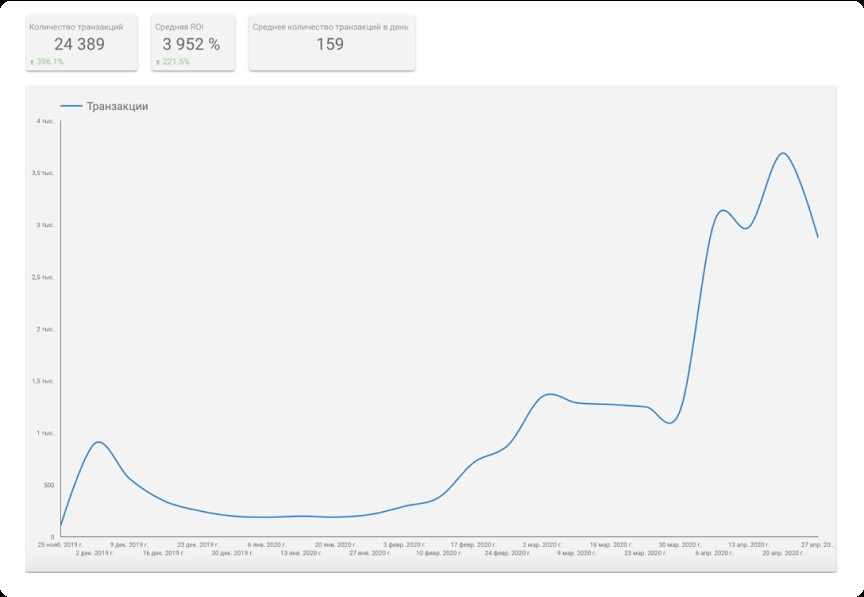 Количество транзакций
24 389
396.1%
Средняя ROI
3 952 %
221.5%
Среднее количество транзакций в день
159
Транзакции
4 тыс.
3,5 тыс.
3 тыс.
2,5 тыс.
2 тыс.
1,5 тыс.
1 тыс.
500
0
25 нояб. 2019 г.
2 дек. 2019 г.
9 дек. 2019 г.
16 дек. 2019 г.
23 дек. 2019 г.
30 дек. 2019 г.
6 янв. 2020 г.
13 янв. 2020 г.
20 янв. 2020 г.
27 янв. 2020 г.
3 февр. 2020 г.
10 февр. 2020 г.
17 февр. 2020 г.
24 февр. 2020 г.
2 мар. 2020 г.
9 мар. 2020 г.
16 мар. 2020 г.
23 мар. 2020 г.
30 мар. 2020 г.
6 апр. 2020 г.
13 апр. 2020 г.
20 апр. 2020 г.
27 апр. 20...